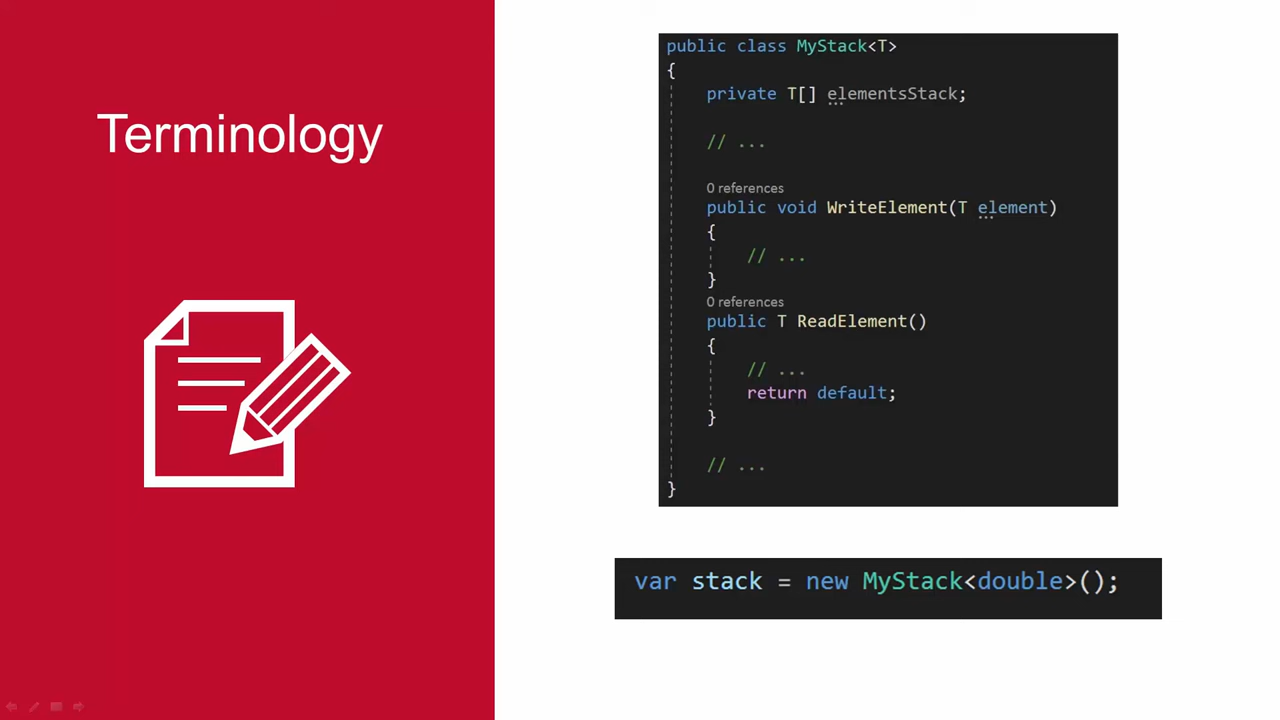 Terminology
public class MyStack<T>
{
private T[] elementsStack;
// ...
0 references
public void WriteElement(T element)
{
// ...
}
0 references
public T ReadElement()
{
// ...
return default;
}
// ...
}
var stack = new MyStack<double>();